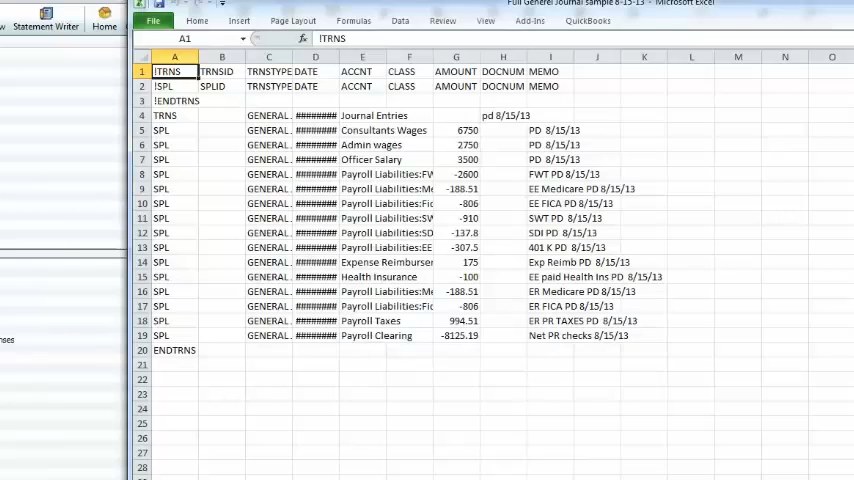 Full General Journal sample 8-15-13 - Microsoft Excel
Statement Writer Home
File Home Insert Page Layout Formulas Data Review View Add-Ins QuickBooks
A1 fx !TRNS
A B C D E F G H I J K L M N O
1 !TRNS TRNSID TRNSTYPE DATE ACCNT CLASS AMOUNT DOCNUM MEMO
2 !SPL SPLID ACCNT CLASS AMOUNT DOCNUM MEMO
3 !ENDTRNS
4 TRNS GENERAL. ######## Journal Entries pd 8/15/13
5 SPL GENERAL. ######## Consultants Wages 6750 PD 8/15/13
6 SPL GENERAL. ######## Admin wages 2750 PD 8/15/13
7 SPL GENERAL. ######## Officer Salary 3500 PD 8/15/13
8 SPL GENERAL. ######## Payroll Liabilities:FW -2600 FWT PD 8/15/13
9 SPL GENERAL. ######## Payroll Liabilities:Me -188.51 EE Medicare PD 8/15/13
10 SPL GENERAL. ######## Payroll Liabilities:Fic -806 EE FICA PD 8/15/13
11 SPL GENERAL. ######## Payroll Liabilities:SW -910 SWT PD 8/15/13
12 SPL GENERAL. ######## Payroll Liabilities:SD -137.8 SDI PD 8/15/13
13 SPL GENERAL. ######## Payroll Liabilities:EE -307.5 401 K PD 8/15/13
14 SPL GENERAL. ######## Expense Reimburser 175 Exp Reimb PD 8/15/13
15 SPL GENERAL. ######## Health Insurance -100 EE paid Health Ins PD 8/15/13
16 SPL GENERAL. ######## Payroll Liabilities:Me -188.51 ER Medicare PD 8/15/13
17 SPL GENERAL. ######## Payroll Liabilities:Fic -806 ER FICA PD 8/15/13
18 SPL GENERAL. ######## Payroll Taxes 994.51 ER PR TAXES PD 8/15/13
19 SPL GENERAL. ######## Payroll Clearing -8125.19 Net PR checks 8/15/13
20 ENDTRNS
21
22
23
24
25
26
27
28
nses